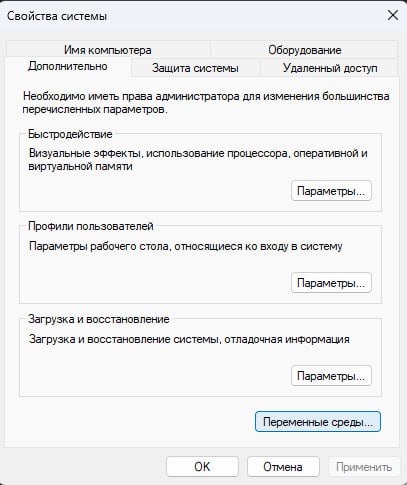 Свойства системы
Имя компьютера
Оборудование
Дополнительно
Защита системы
Удаленный доступ
Необходимо иметь права администратора для изменения большинства
перечисленных параметров.
Быстродействие
Визуальные эффекты, использование процессора, оперативной и
виртуальной памяти
Параметры...
Профили пользователей
Параметры рабочего стола, относящиеся ко входу в систему
Параметры...
Загрузка и восстановление
Загрузка и восстановление системы, отладочная информация
Параметры...
Переменные среды...
ОК
Отмена
Применить